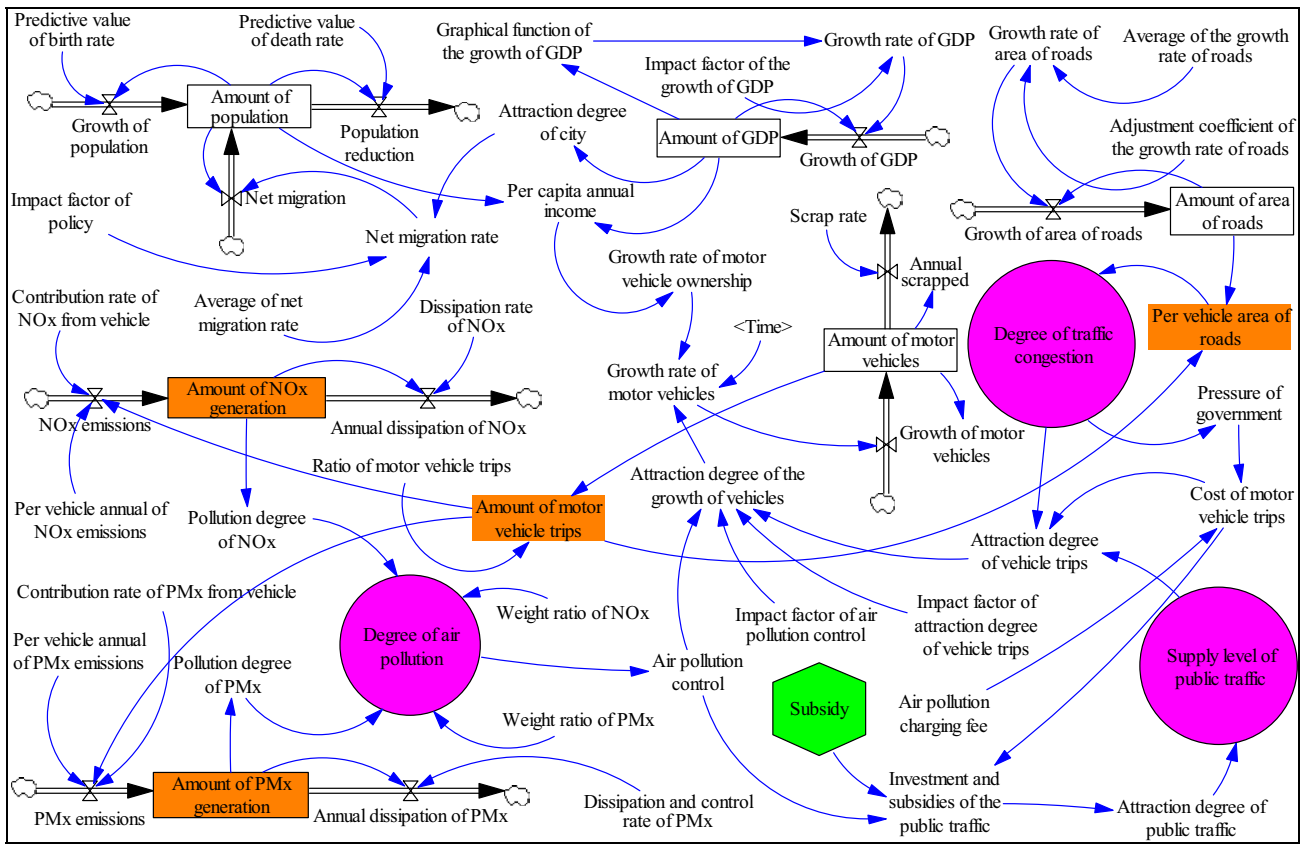 Predictive value
of birth rate
Predictive value
of death rate
Graphical function of
the growth of GDP
Growth rate of GDP
Growth rate of
area of roads
Average of the growth
rate of roads
Impact factor of the
growth of GDP
Amount of
population
Growth of
population
Population
reduction
Attraction degree
of city
Amount of GDP
Growth of GDP
Adjustment coefficient of
the growth rate of roads
Net migration
Per capita annual
income
Impact factor of
policy
Net migration rate
Scrap rate
Amount of area
of roads
Growth of area of roads
Growth rate of motor
vehicle ownership
Annual
scrapped
Contribution rate of
NOx from vehicle
Average of net
migration rate
Dissipation rate
of NOx
<Time>
Amount of motor
vehicles
Degree of traffic
congestion
Per vehicle area of
roads
Growth rate of
motor vehicles
Amount of NOx
generation
NOx emissions
Annual dissipation of NOx
Pressure of
government
Growth of motor
vehicles
Ratio of motor vehicle trips
Attraction degree of the
growth of vehicles
Per vehicle annual of
NOx emissions
Pollution degree
of NOx
Amount of motor
vehicle trips
Cost of motor
vehicle trips
Attraction degree
of vehicle trips
Contribution rate of PMx from vehicle
Weight ratio of NOx
Impact factor of air
pollution control
Impact factor of
attraction degree
of vehicle trips
Per vehicle annual
of PMx emissions
Pollution degree
of PMx
Degree of air
pollution
Air pollution
control
Supply level of
public traffic
Subsidy
Air pollution
charging fee
Weight ratio of PMx
Amount of PMx
generation
PMx emissions
Annual dissipation of PMx
Dissipation and control
rate of PMx
Investment and
subsidies of the
public traffic
Attraction degree of
public traffic